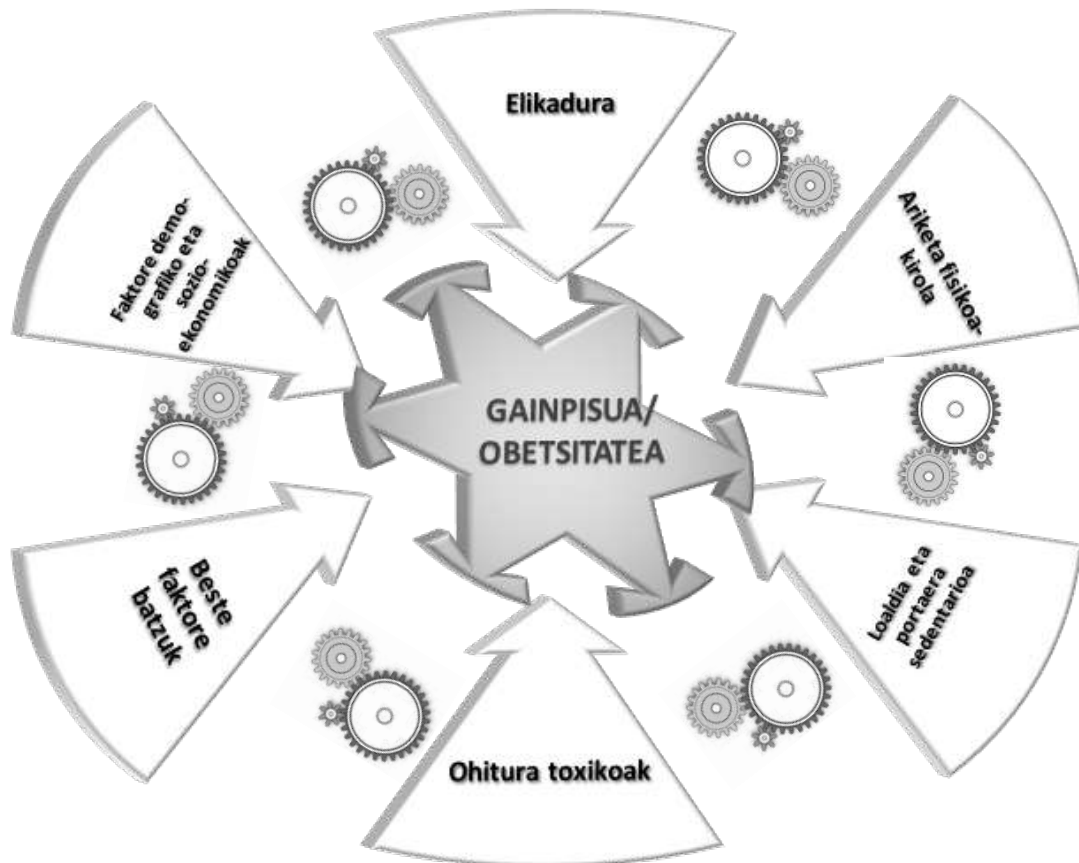 Elikadura
Ariketa fisikoa-
kirola
Loaldia eta
portaera
sedentarioa
Ohitura toxikoak
Beste
faktore
batzuk
Faktore demo-
grafiko eta
sozio-
ekonomikoak
GAINPISUA/
OBETSITATEA